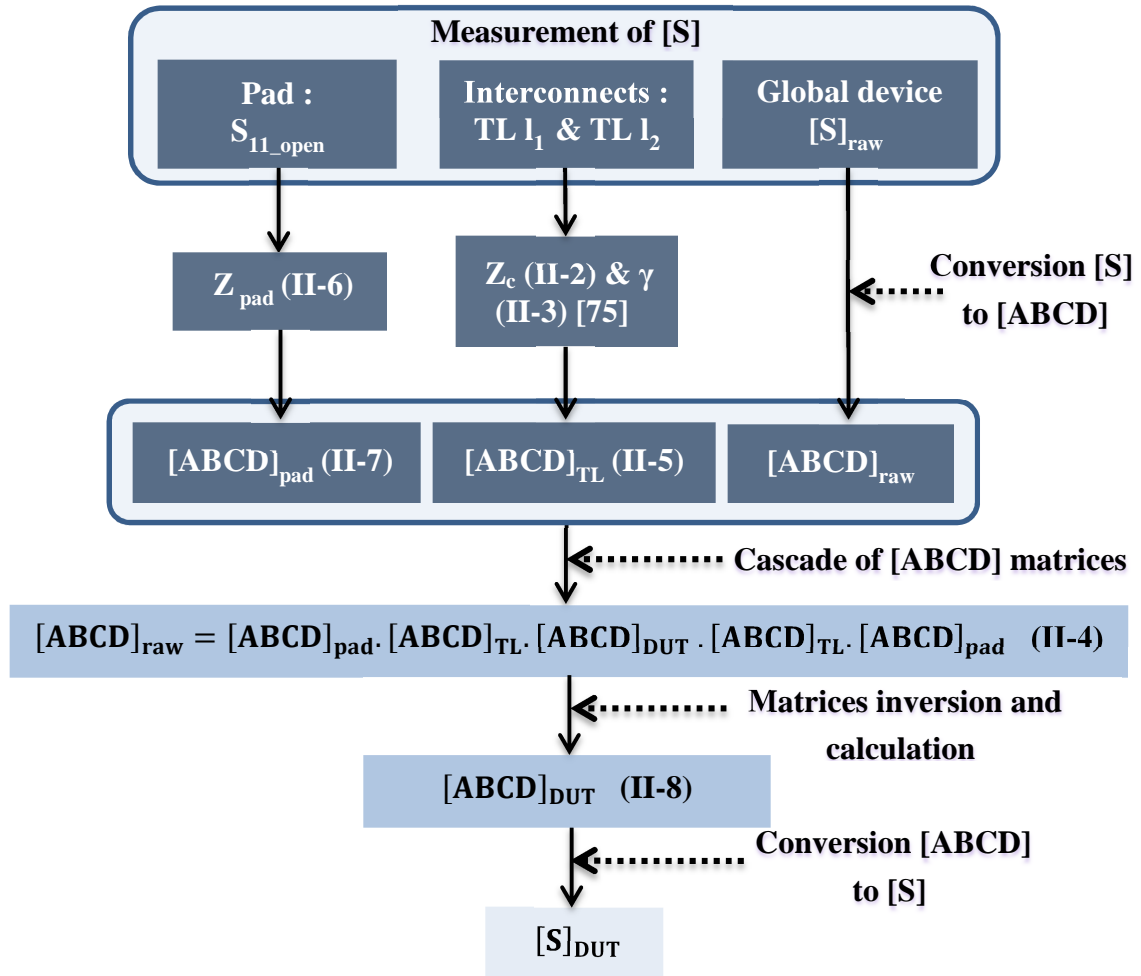 Measurement of [S]
Pad :
S11_open
Interconnects :
TL l1 & TL l2
Global device
[S]raw
Z pad (II-6)
Zc (II-2) & γ
(II-3) [75]
Conversion [S]
to [ABCD]
[ABCD]pad (II-7)
[ABCD]TL (II-5)
[ABCD]raw
Cascade of [ABCD] matrices
[ABCD]raw = [ABCD]pad. [ABCD]TL. [ABCD]DUT . [ABCD]TL. [ABCD]pad (II-4)
Matrices inversion and
calculation
[ABCD]DUT (II-8)
Conversion [ABCD]
to [S]
[S]DUT